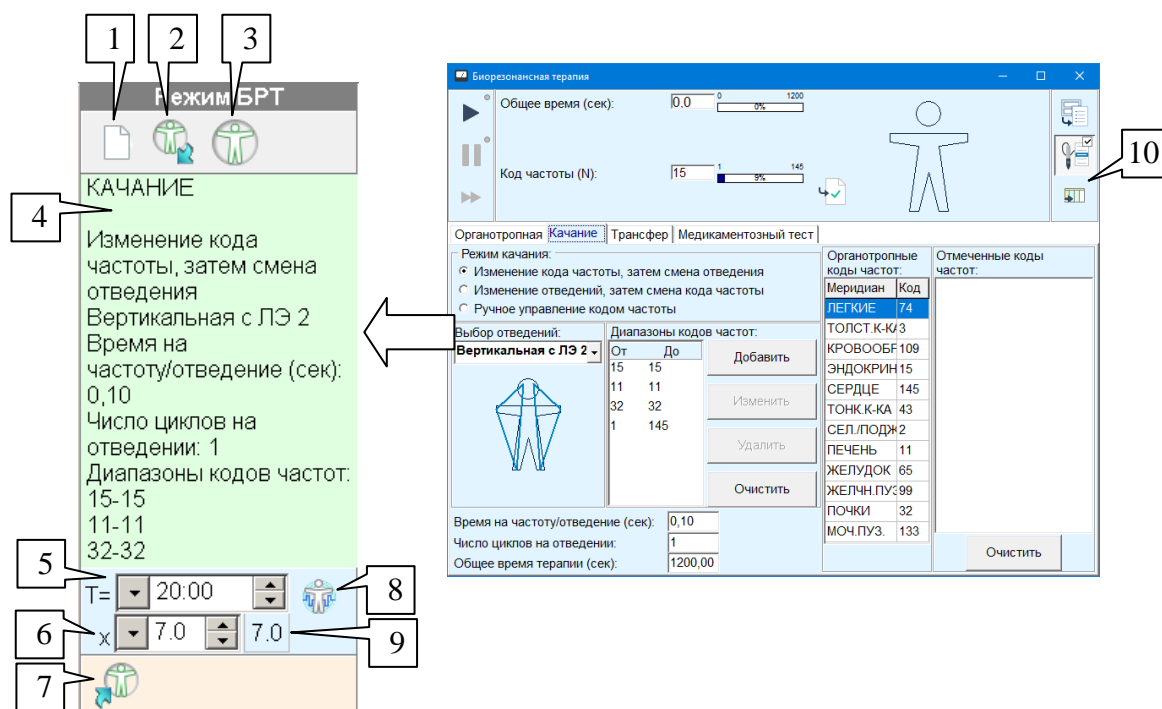 1
2
3
Режим БРТ
4
КАЧАНИЕ
Изменение кода
частоты, затем смена
отведения
Вертикальная с ЛЭ 2
Время на
частоту/отведение (сек):
0,10
Число циклов на
отведении: 1
Диапазоны кодов частот:
15-15
11-11
32-32
5
T= 20:00
8
6
x 7.0 7.0
9
7
Биорезонансная терапия
Общее время (сек): 0,0 0 1200
0%
Код частоты (N): 15 1 145
9%
10
Органотропная Качание Трансфер Медикаментозный тест
Режим качания:
Изменение кода частоты, затем смена отведения
Изменение отведений, затем смена кода частоты
Ручное управление кодом частоты
Выбор отведений:
Вертикальная с ЛЭ 2
Диапазоны кодов частот:
От До
15 15
11 11
32 32
1 145
Добавить
Изменить
Удалить
Очистить
Время на частоту/отведение (сек): 0,10
Число циклов на отведении: 1
Общее время терапии (сек): 1200,00
Органотропные
коды частот:
Меридиан Код
ЛЕГКИЕ 74
ТОЛСТ.К-КА 3
КРОВООБР 109
ЭНДОКРИН 15
СЕРДЦЕ 145
ТОНК.К-КА 43
СЕЛ./ПОДЖ 2
ПЕЧЕНЬ 11
ЖЕЛУДОК 65
ЖЕЛЧН.ПУЗ 99
ПОЧКИ 32
МОЧ.ПУЗ. 133
Отмеченные коды
частот:
Очистить